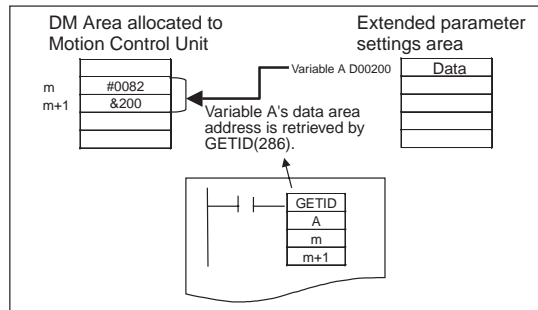 DM Area allocated to
Motion Control Unit
Extended parameter
settings area
Variable A D00200
Data
m
#0082
m+1
&200
Variable A's data area
address is retrieved by
GETID(286).
GETID
A
m
m+1